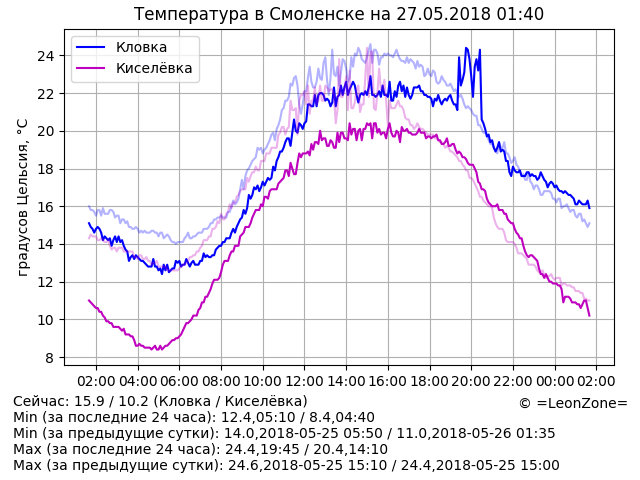 Температура в Смоленске на 27.05.2018 01:40
Кловка
Киселёвка
градусов Цельсия, °C
24
22
20
18
16
14
12
10
8
02:00 04:00 06:00 08:00 10:00 12:00 14:00 16:00 18:00 20:00 22:00 00:00 02:00
Сейчас: 15.9 / 10.2 (Кловка / Киселёвка)
© =LeonZone=
Min (за последние 24 часа): 12.4,05:10 / 8.4,04:40
Min (за предыдущие сутки): 14.0,2018-05-25 05:50 / 11.0,2018-05-26 01:35
Max (за последние 24 часа): 24.4,19:45 / 20.4,14:10
Max (за предыдущие сутки): 24.6,2018-05-25 15:10 / 24.4,2018-05-25 15:00